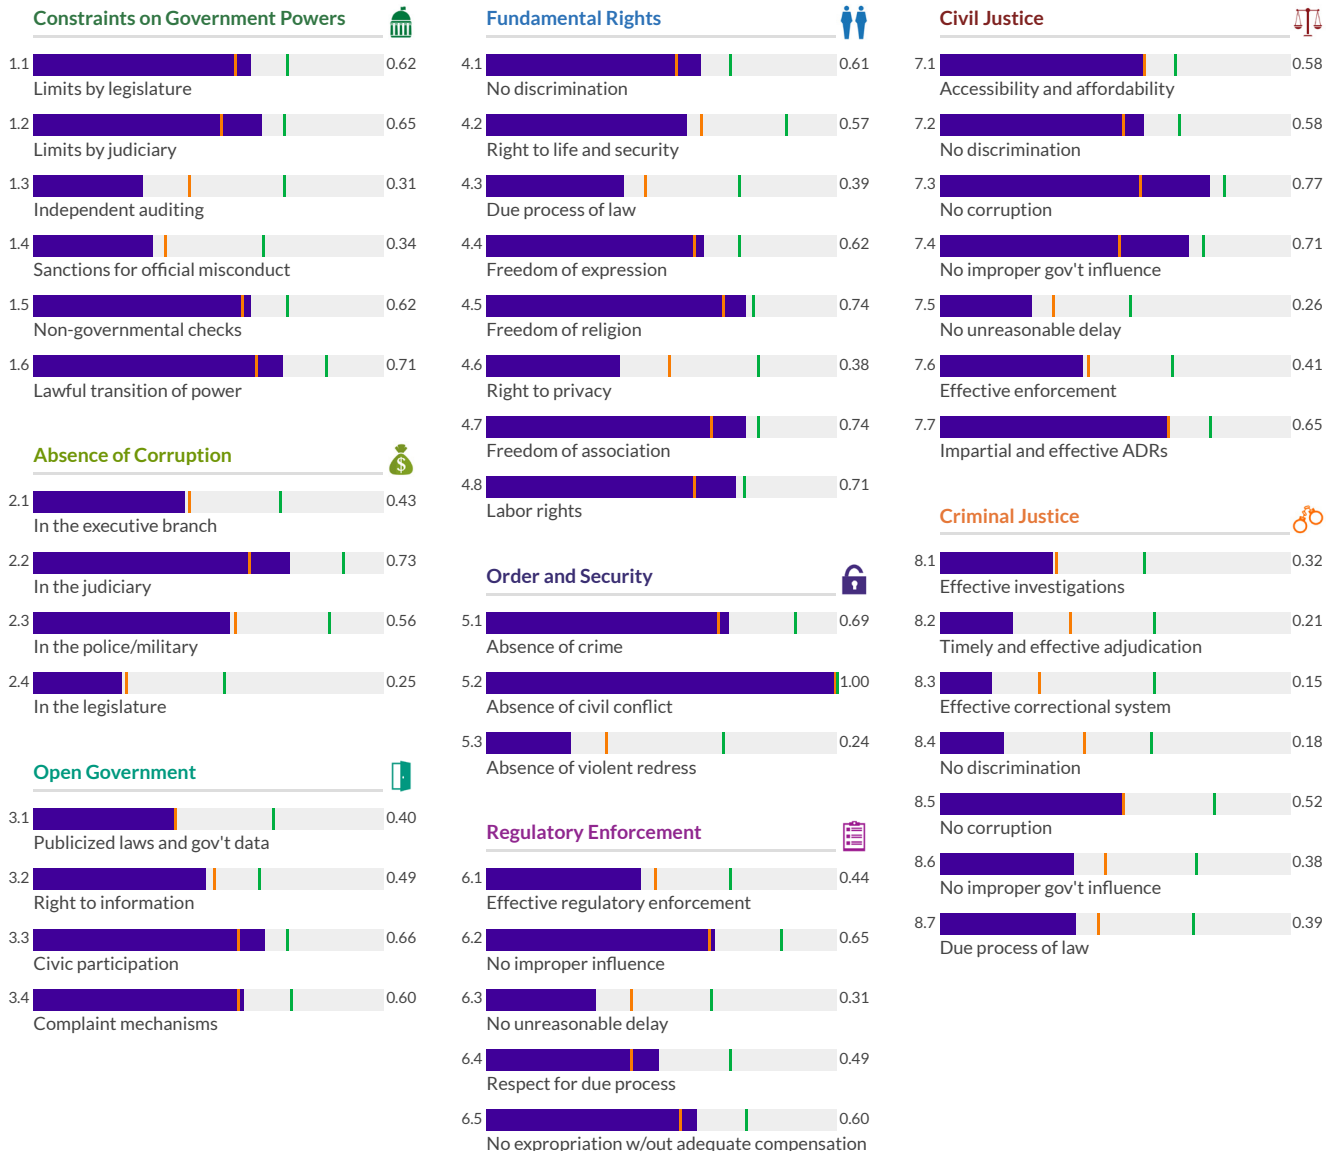 Constraints on Government Powers
1.1 0.62
Limits by legislature
1.2 0.65
Limits by judiciary
1.3 0.31
Independent auditing
1.4 0.34
Sanctions for official misconduct
1.5 0.62
Non-governmental checks
1.6 0.71
Lawful transition of power
Absence of Corruption
2.1 0.43
In the executive branch
2.2 0.73
In the judiciary
2.3 0.56
In the police/military
2.4 0.25
In the legislature
Open Government
3.1 0.40
Publicized laws and gov't data
3.2 0.49
Right to information
3.3 0.66
Civic participation
3.4 0.60
Complaint mechanisms
Fundamental Rights
4.1 0.61
No discrimination
4.2 0.57
Right to life and security
4.3 0.39
Due process of law
4.4 0.62
Freedom of expression
4.5 0.74
Freedom of religion
4.6 0.38
Right to privacy
4.7 0.74
Freedom of association
4.8 0.71
Labor rights
Order and Security
5.1 0.69
Absence of crime
5.2 1.00
Absence of civil conflict
5.3 0.24
Absence of violent redress
Regulatory Enforcement
6.1 0.44
Effective regulatory enforcement
6.2 0.65
No improper influence
6.3 0.31
No unreasonable delay
6.4 0.49
Respect for due process
6.5 0.60
No expropriation w/out adequate compensation
Civil Justice
7.1 0.58
Accessibility and affordability
7.2 0.58
No discrimination
7.3 0.77
No corruption
7.4 0.71
No improper gov't influence
7.5 0.26
No unreasonable delay
7.6 0.41
Effective enforcement
7.7 0.65
Impartial and effective ADRs
Criminal Justice
8.1 0.32
Effective investigations
8.2 0.21
Timely and effective adjudication
8.3 0.15
Effective correctional system
8.4 0.18
No discrimination
8.5 0.52
No corruption
8.6 0.38
No improper gov't influence
8.7 0.39
Due process of law